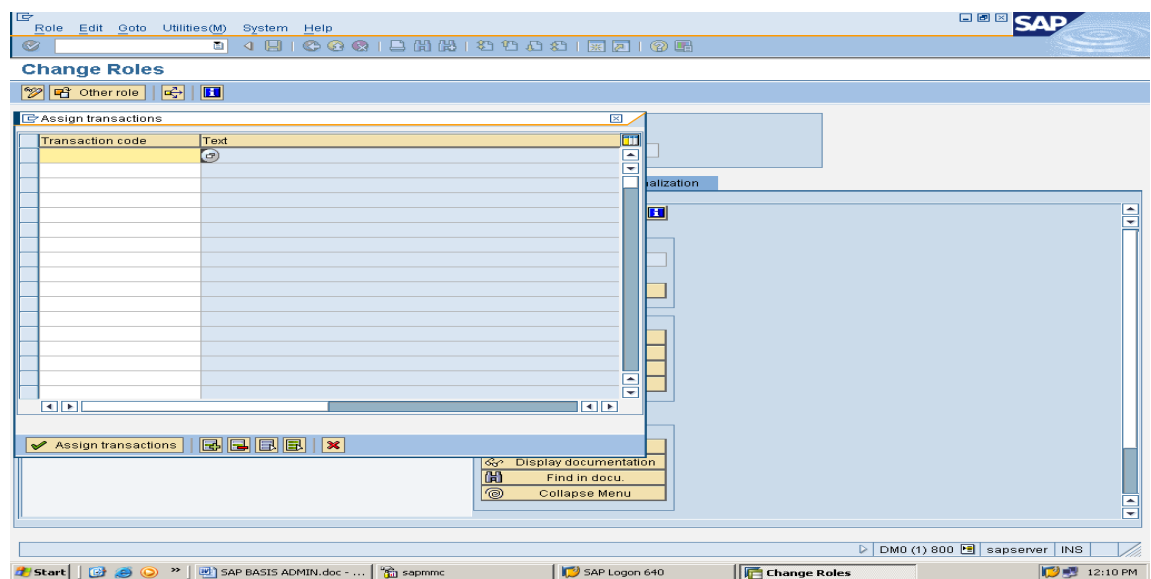 Role Edit Goto Utilities(M) System Help
SAP
Change Roles
Other role
Assign transactions
Transaction code Text
alization
Assign transactions
Display documentation
Find in docu.
Collapse Menu
DM0 (1) 800 sapserver INS
Start » SAP BASIS ADMIN.doc - ... sapmmc SAP Logon 640 Change Roles 12:10 PM